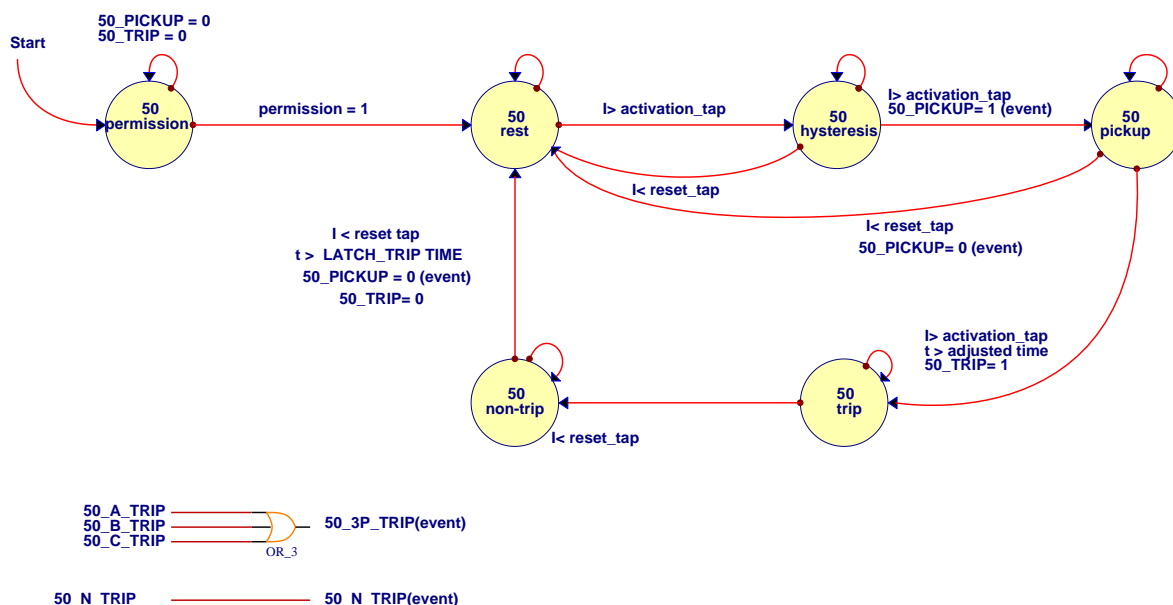 50_PICKUP = 0
50_TRIP = 0
Start
50
permission
permission = 1
50
rest
I> activation_tap
50
hysteresis
I> activation_tap
50_PICKUP= 1 (event)
50
pickup
I< reset_tap
I< reset_tap
50_PICKUP= 0 (event)
I < reset tap
t > LATCH_TRIP TIME
50_PICKUP = 0 (event)
50_TRIP= 0
I> activation_tap
t > adjusted time
50_TRIP= 1
50
non-trip
50
trip
I< reset_tap
50_A_TRIP
50_B_TRIP
50_C_TRIP
OR_3
50_3P_TRIP(event)
50_N_TRIP
50_N_TRIP(event)